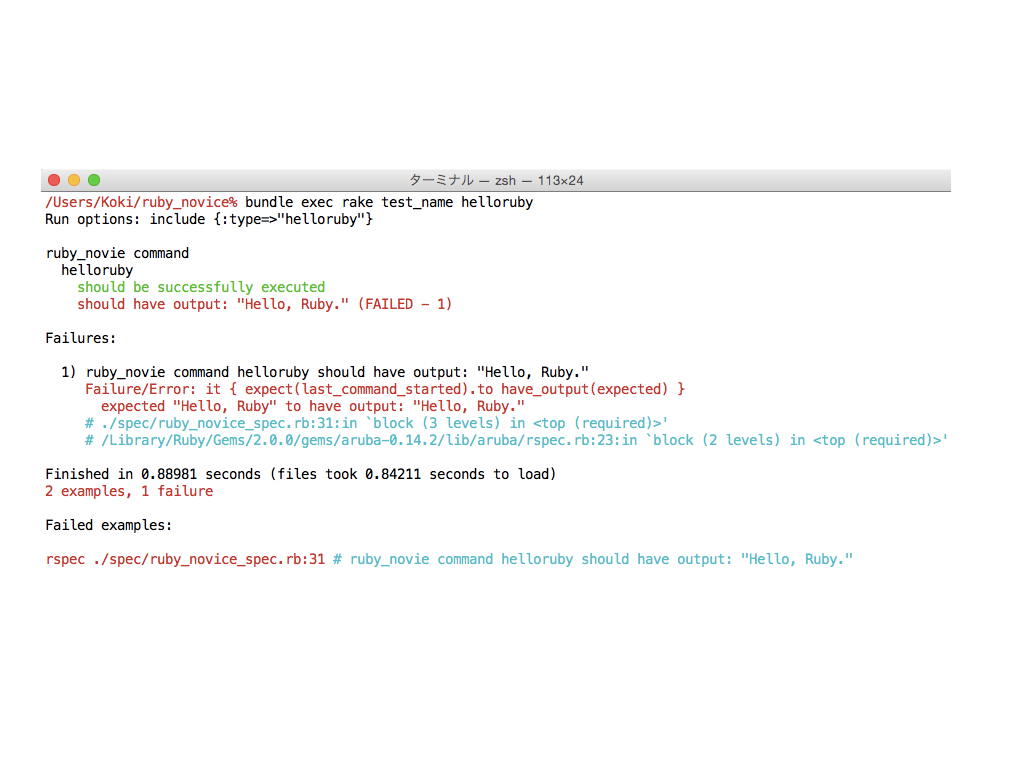 ターミナル — zsh — 113×24
/Users/Koki/ruby_novice% bundle exec rake test_name helloruby
Run options: include {:type=>"helloruby"}
ruby_novie command
helloruby
should be successfully executed
should have output: "Hello, Ruby." (FAILED - 1)
Failures:
1) ruby_novie command helloruby should have output: "Hello, Ruby."
Failure/Error: it { expect(last_command_started).to have_output(expected) }
expected "Hello, Ruby" to have output: "Hello, Ruby."
# ./spec/ruby_novice_spec.rb:31:in `block (3 levels) in <top (required)>'
# /Library/Ruby/Gems/2.0.0/gems/aruba-0.14.2/lib/aruba/rspec.rb:23:in `block (2 levels) in <top (required)>'
Finished in 0.88981 seconds (files took 0.84211 seconds to load)
2 examples, 1 failure
Failed examples:
rspec ./spec/ruby_novice_spec.rb:31 # ruby_novie command helloruby should have output: "Hello, Ruby."